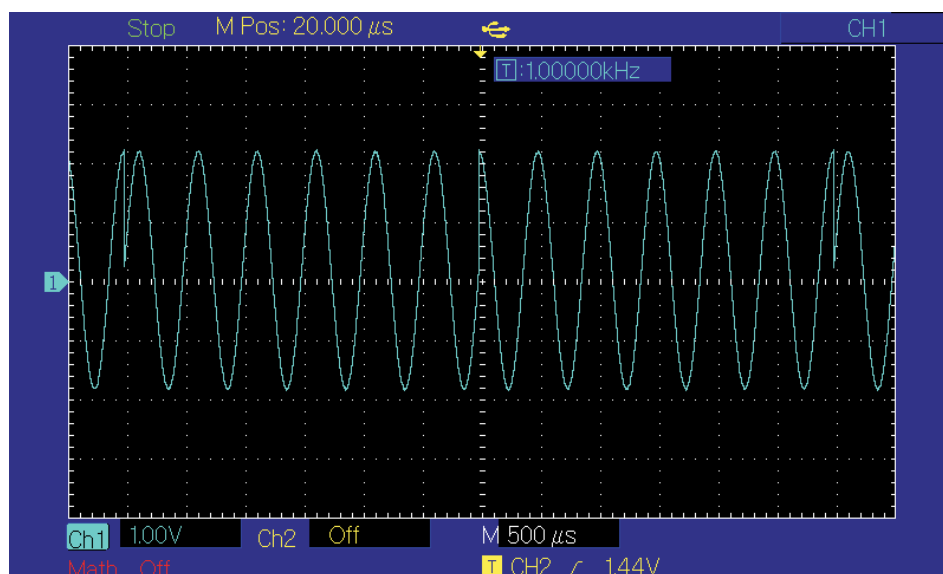 Stop M Pos: 20.000 μs CH1
T:1.00000kHz
1
Ch1 1.00V Ch2 Off M 500 μs
Math Off T CH2 1.44V